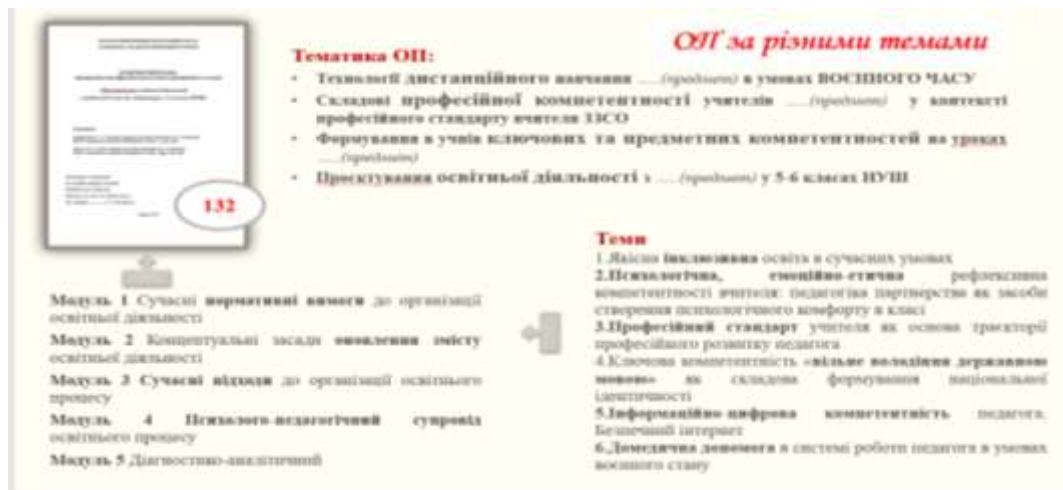 ОП за різними темами
Тематика ОП:
• Технології дистанційного навчання .....(предмет) в умовах ВОЄННОГО ЧАСУ
• Складові професійної компетентності учителів .....(предмет) у контексті
професійного стандарту вчителя ЗЗСО
• Формування в учнів ключових та предметних компетентностей на уроках
.....(предмет)
• Проєктування освітньої діяльності з .....(предмет) у 5-6 класах НУШ
132
Модуль 1 Сучасні нормативні вимоги до організації
освітньої діяльності
Модуль 2 Концептуальні засади оновлення змісту
освітньої діяльності
Модуль 3 Сучасні підходи до організації освітнього
процесу
Модуль 4 Психолого-педагогічний супровід
освітнього процесу
Модуль 5 Діагностико-аналітичний
Теми
1.Якісна інклюзивна освіта в сучасних умовах
2.Психологічна, емоційно-етична рефлексивна
компетентності вчителя: педагогіка партнерства як засоби
створення психологічного комфорту в класі
3.Професійний стандарт учителя як основа траєкторії
професійного розвитку педагога
4.Ключова компетентність «вільне володіння державною
мовою» як складова формування національної
ідентичності
5.Інформаційно-цифрова компетентність педагога.
Безпечний інтернет
6.Домедична допомога в системі роботи педагога в умовах
воєнного стану